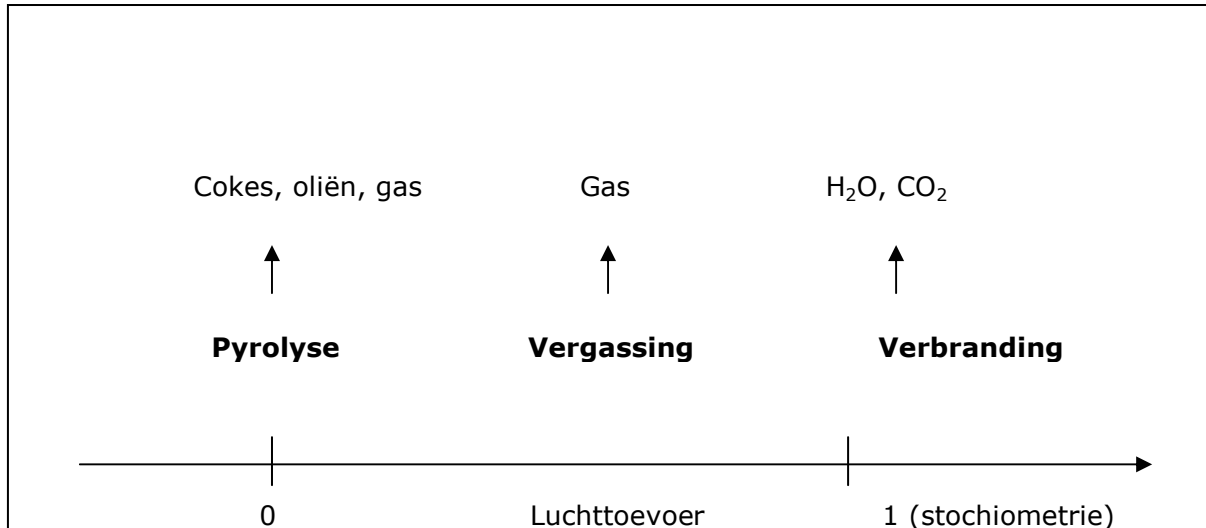 Cokes, oliën, gas Gas H₂O, CO₂
Pyrolyse Vergassing Verbranding
0 Luchttoevoer 1 (stochiometrie)